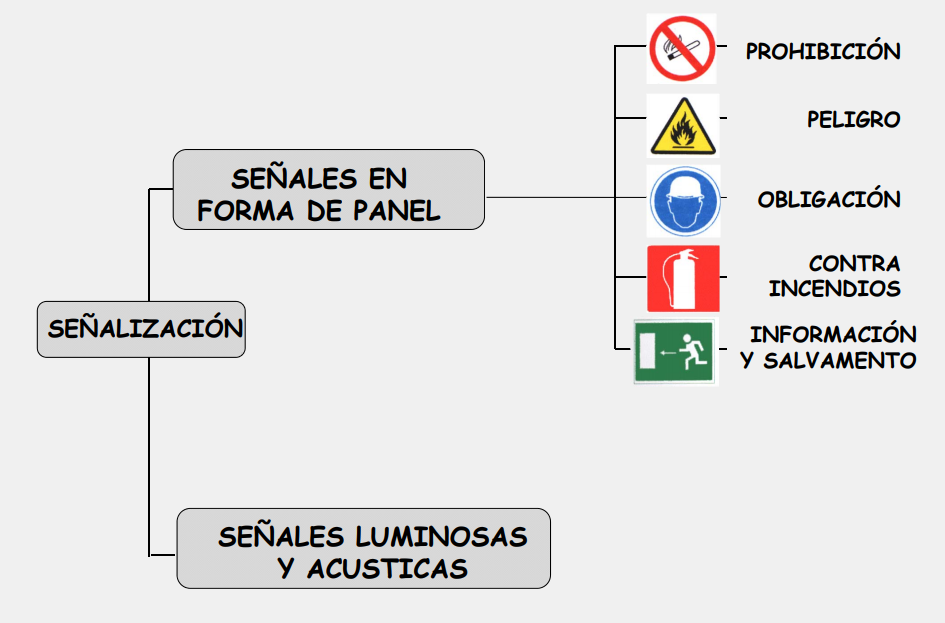 PROHIBICIÓN
PELIGRO
SEÑALES EN
FORMA DE PANEL
OBLIGACIÓN
CONTRA
INCENDIOS
SEÑALIZACIÓN
INFORMACIÓN
Y SALVAMENTO
SEÑALES LUMINOSAS
Y ACUSTICAS